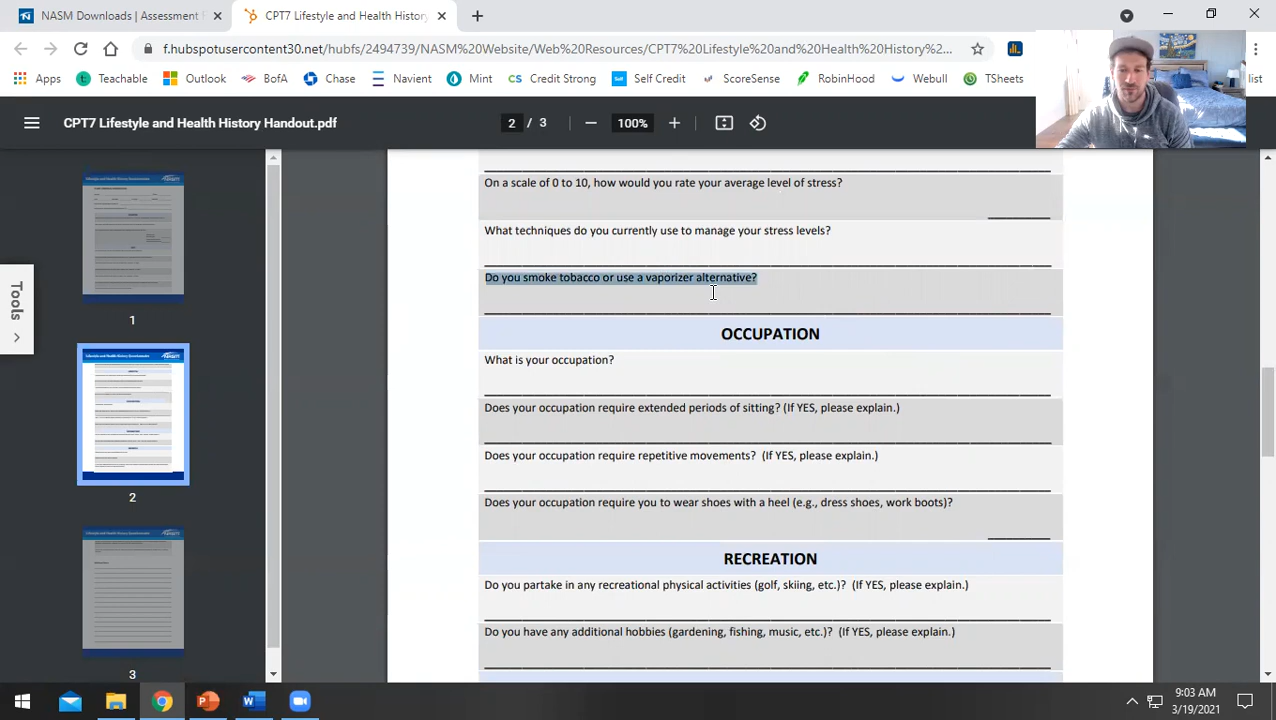 NASM Downloads | Assessment F
CPT7 Lifestyle and Health History
f.hubspotusercontent30.net/hubfs/2494739/NASM%20Website/Web%20Resources/CPT7%20Lifestyle%20and%20Health%20History%2...
Apps Teachable Outlook BofA Chase Navient Mint Credit Strong Self Credit ScoreSense RobinHood Webull TSheets list
CPT7 Lifestyle and Health History Handout.pdf
2 / 3
100%
On a scale of 0 to 10, how would you rate your average level of stress?
What techniques do you currently use to manage your stress levels?
Do you smoke tobacco or use a vaporizer alternative?
OCCUPATION
What is your occupation?
Does your occupation require extended periods of sitting? (If YES, please explain.)
Does your occupation require repetitive movements? (If YES, please explain.)
Does your occupation require you to wear shoes with a heel (e.g., dress shoes, work boots)?
RECREATION
Do you partake in any recreational physical activities (golf, skiing, etc.)? (If YES, please explain.)
Do you have any additional hobbies (gardening, fishing, music, etc.)? (If YES, please explain.)
Tools
1
2
3
9:03 AM
3/19/2021